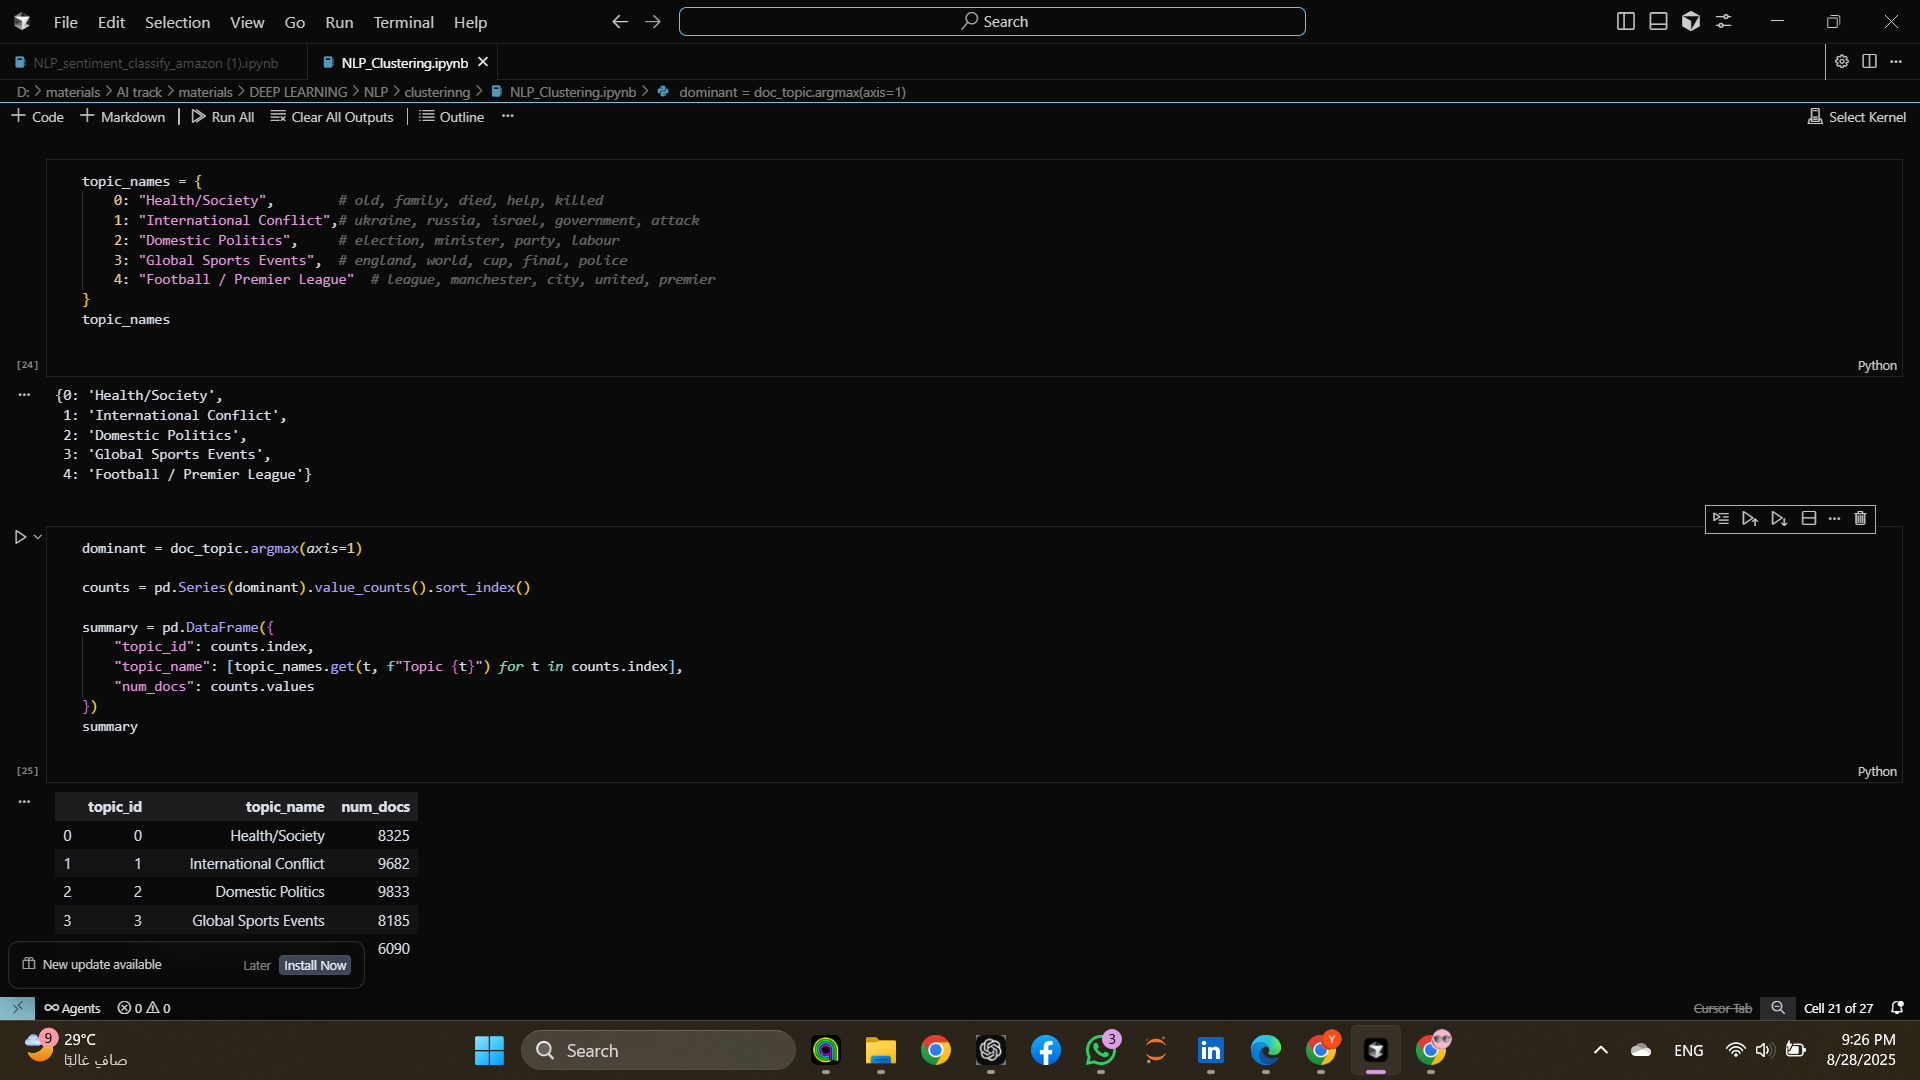 File Edit Selection View Go Run Terminal Help
Search
NLP_sentiment_classify_amazon (1).ipynb
NLP_Clustering.ipynb
D: > materials > AI track > materials > DEEP LEARNING > NLP > clusterinng > NLP_Clustering.ipynb > dominant = doc_topic.argmax(axis=1)
+ Code + Markdown | Run All Clear All Outputs | Outline ...
Select Kernel
topic_names = {
    0: "Health/Society",        # old, family, died, help, killed
    1: "International Conflict",# ukraine, russia, israel, government, attack
    2: "Domestic Politics",     # election, minister, party, labour
    3: "Global Sports Events",  # england, world, cup, final, police
    4: "Football / Premier League"  # league, manchester, city, united, premier
}
topic_names
[24]
Python
{0: 'Health/Society',
 1: 'International Conflict',
 2: 'Domestic Politics',
 3: 'Global Sports Events',
 4: 'Football / Premier League'}
dominant = doc_topic.argmax(axis=1)
counts = pd.Series(dominant).value_counts().sort_index()
summary = pd.DataFrame({
    "topic_id": counts.index,
    "topic_name": [topic_names.get(t, f"Topic {t}") for t in counts.index],
    "num_docs": counts.values
})
summary
[25]
Python
topic_id topic_name num_docs
0 0 Health/Society 8325
1 1 International Conflict 9682
2 2 Domestic Politics 9833
3 3 Global Sports Events 8185
6090
New update available Later Install Now
Agents 0 0
Cursor Tab
Cell 21 of 27
9
29°C
صافٍ غالبًا
Search
3
Y
ENG
9:26 PM
8/28/2025